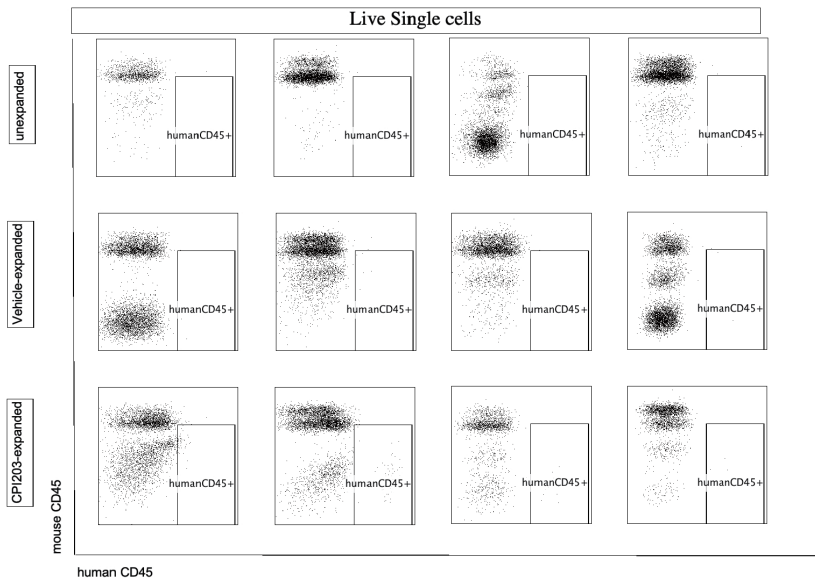 Live Single cells
unexpanded
humanCD45+
humanCD45+
humanCD45+
humanCD45+
Vehicle-expanded
humanCD45+
humanCD45+
humanCD45+
humanCD45+
CPI203-expanded
humanCD45+
humanCD45+
humanCD45+
humanCD45+
mouse CD45
human CD45